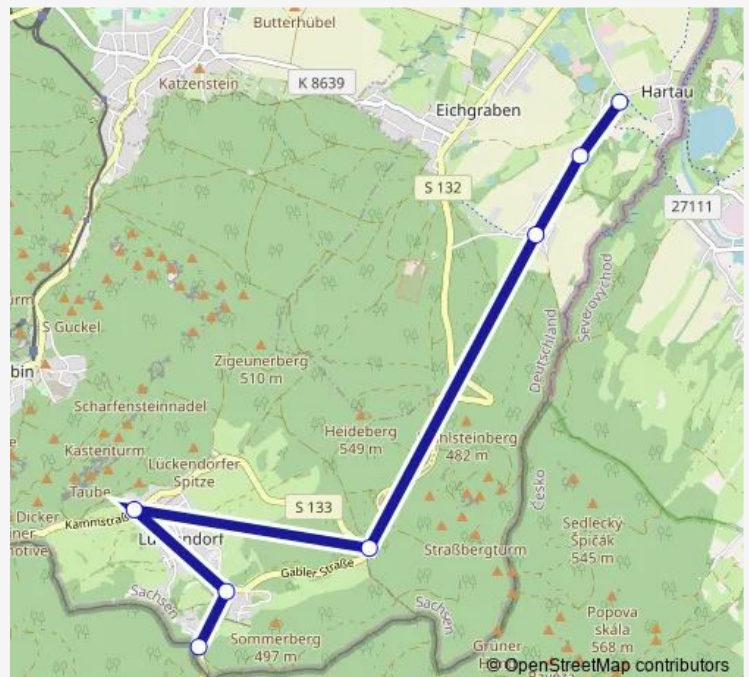 Butterhübel
Katzenstein
K 8639
Hartau
Eichgraben
S 132
27111
Severovýchod
Deutschland
S Guckel
bin
Zigeunerberg
510 m
Scharfensteinnadel
Heideberg
549 m
482 m
Kastenturm
Lückendorfer
Spitze
Taube
Česko
S 133
Dicker
Kammstraße
Sedlecký
Špičák
545 m
Straßbergturm
Gabler Straße
Sachsen
Sachsen
Popova
skála
568 m
Sommerberg
497 m
Grüner
© OpenStreetMap contributors